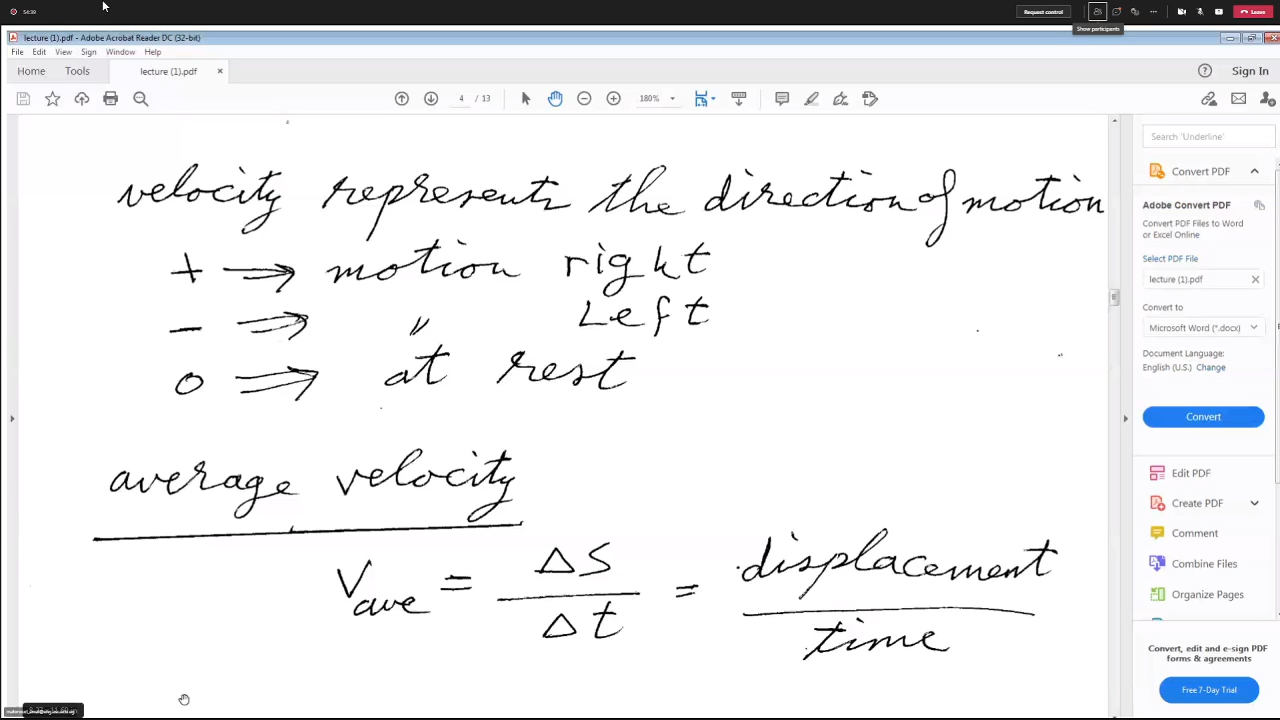 54:39
Request control
Leave
Show participants
lecture (1).pdf - Adobe Acrobat Reader DC (32-bit)
File Edit View Sign Window Help
Home Tools lecture (1).pdf × Sign In
4 / 13 180%
velocity represents the direction of motion
+ ⇒ motion right
− ⇒ 〃 Left
0 ⇒ at rest
average velocity
Vave = ΔS / Δt = displacement / time
Search 'Underline'
Convert PDF
Adobe Convert PDF
Convert PDF Files to Word
or Excel Online
Select PDF File
lecture (1).pdf ×
Convert to
Microsoft Word (*.docx)
Document Language:
English (U.S.) Change
Convert
Edit PDF
Create PDF
Comment
Combine Files
Organize Pages
Convert, edit and e-sign PDF
forms & agreements
Free 7-Day Trial